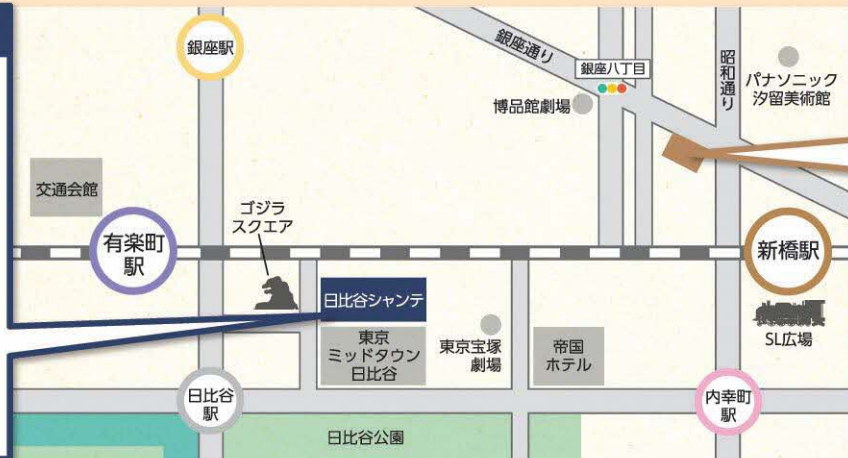 銀座駅
銀座通り
銀座八丁目
昭和通り
パナソニック
汐留美術館
博品館劇場
交通会館
有楽町
駅
ゴジラ
スクエア
新橋駅
日比谷シャンテ
SL広場
東京
ミッドタウン
日比谷
東京宝塚
劇場
帝国
ホテル
日比谷
駅
内幸町
駅
日比谷公園